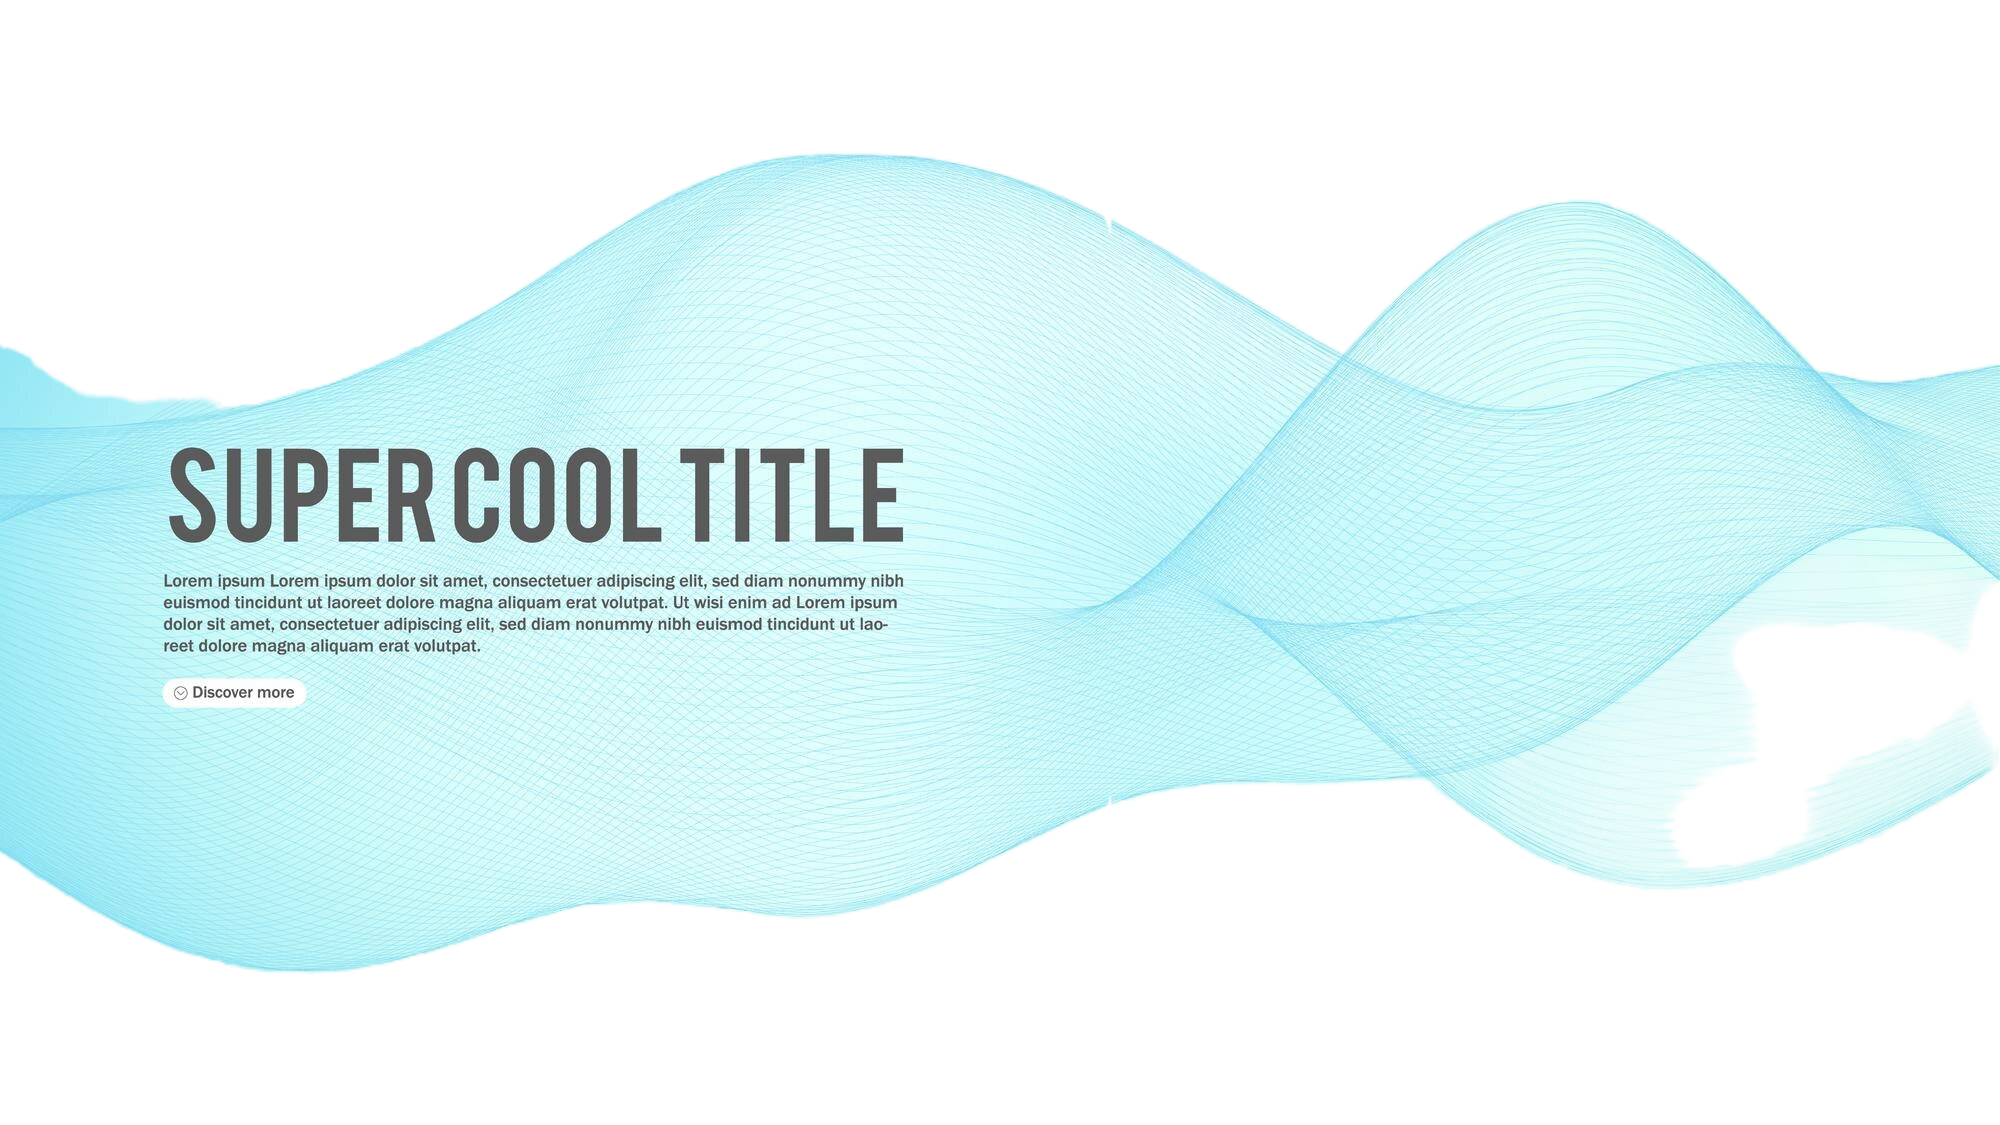 SUPER COOL TITLE
Lorem ipsum Lorem ipsum dolor sit amet, consectetuer adipiscing elit, sed diam nonummy nibh
euismod tincidunt ut laoreet dolore magna aliquam erat volutpat. Ut wisi enim ad Lorem ipsum
dolor sit amet, consectetuer adipiscing elit, sed diam nonummy nibh euismod tincidunt ut lao-
reet dolore magna aliquam erat volutpat.
Discover more